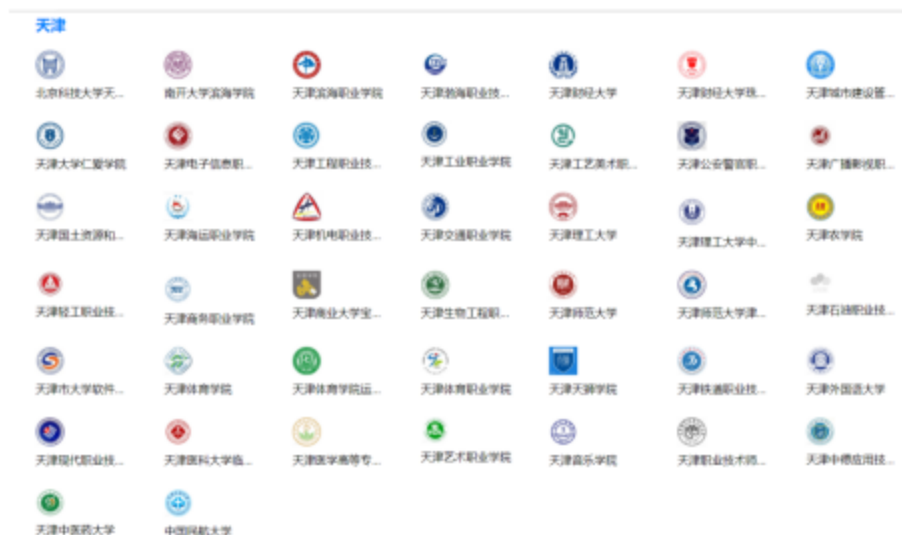 天津
北京科技大学天...
南开大学滨海学院
天津滨海职业学院
天津渤海职业技...
天津财经大学
天津财经大学珠...
天津城市建设管...
天津大学仁爱学院
天津电子信息职...
天津工程职业技...
天津工业职业学院
天津工艺美术职...
天津公安警官职...
天津广播影视职...
天津国土资源和...
天津海运职业学院
天津机电职业技...
天津交通职业学院
天津理工大学
天津理工大学中...
天津农学院
天津轻工职业技...
天津商务职业学院
天津商业大学宝...
天津生物工程职...
天津师范大学
天津师范大学津...
天津石油职业技...
天津市大学软件...
天津体育学院
天津体育学院运...
天津体育职业学院
天津天狮学院
天津铁道职业技...
天津外国语大学
天津现代职业技...
天津医科大学临...
天津医学高等专...
天津艺术职业学院
天津音乐学院
天津职业技术师...
天津中德应用技...
天津中医药大学
中国民航大学